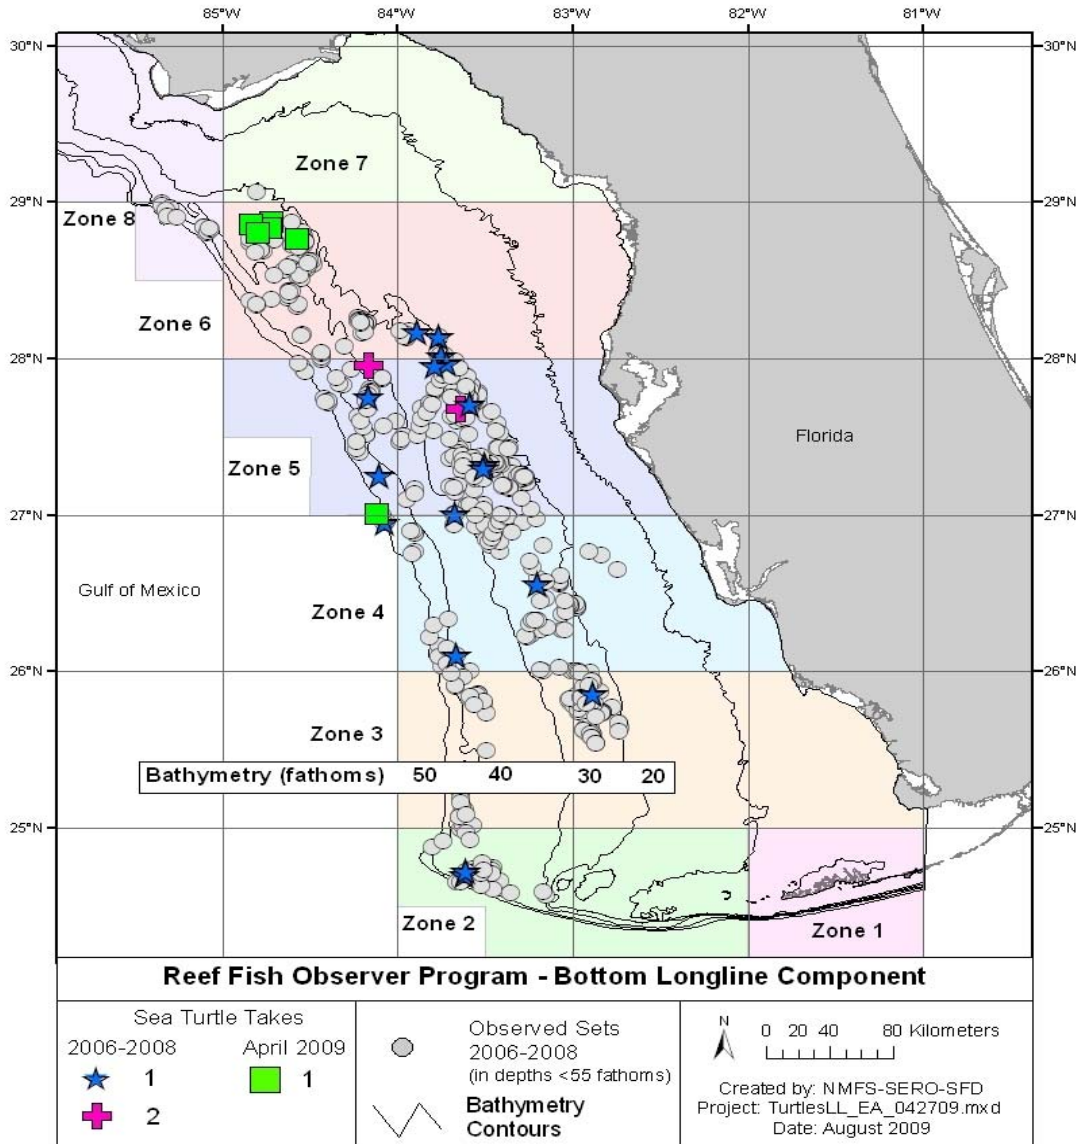 85°W 84°W 83°W 82°W 81°W
30°N 30°N
Zone 7
29°N 29°N
Zone 8
Zone 6
28°N 28°N
Florida
Zone 5
27°N 27°N
Gulf of Mexico
Zone 4
26°N 26°N
Zone 3
Bathymetry (fathoms) 50 40 30 20
25°N 25°N
Zone 2
Zone 1
Reef Fish Observer Program - Bottom Longline Component
Sea Turtle Takes
2006-2008 April 2009
1 1
2
Observed Sets
2006-2008
(in depths <55 fathoms)
Bathymetry
Contours
N
0 20 40 80 Kilometers
Created by: NMFS-SERO-SFD
Project: TurtlesLL_EA_042709.mxd
Date: August 2009